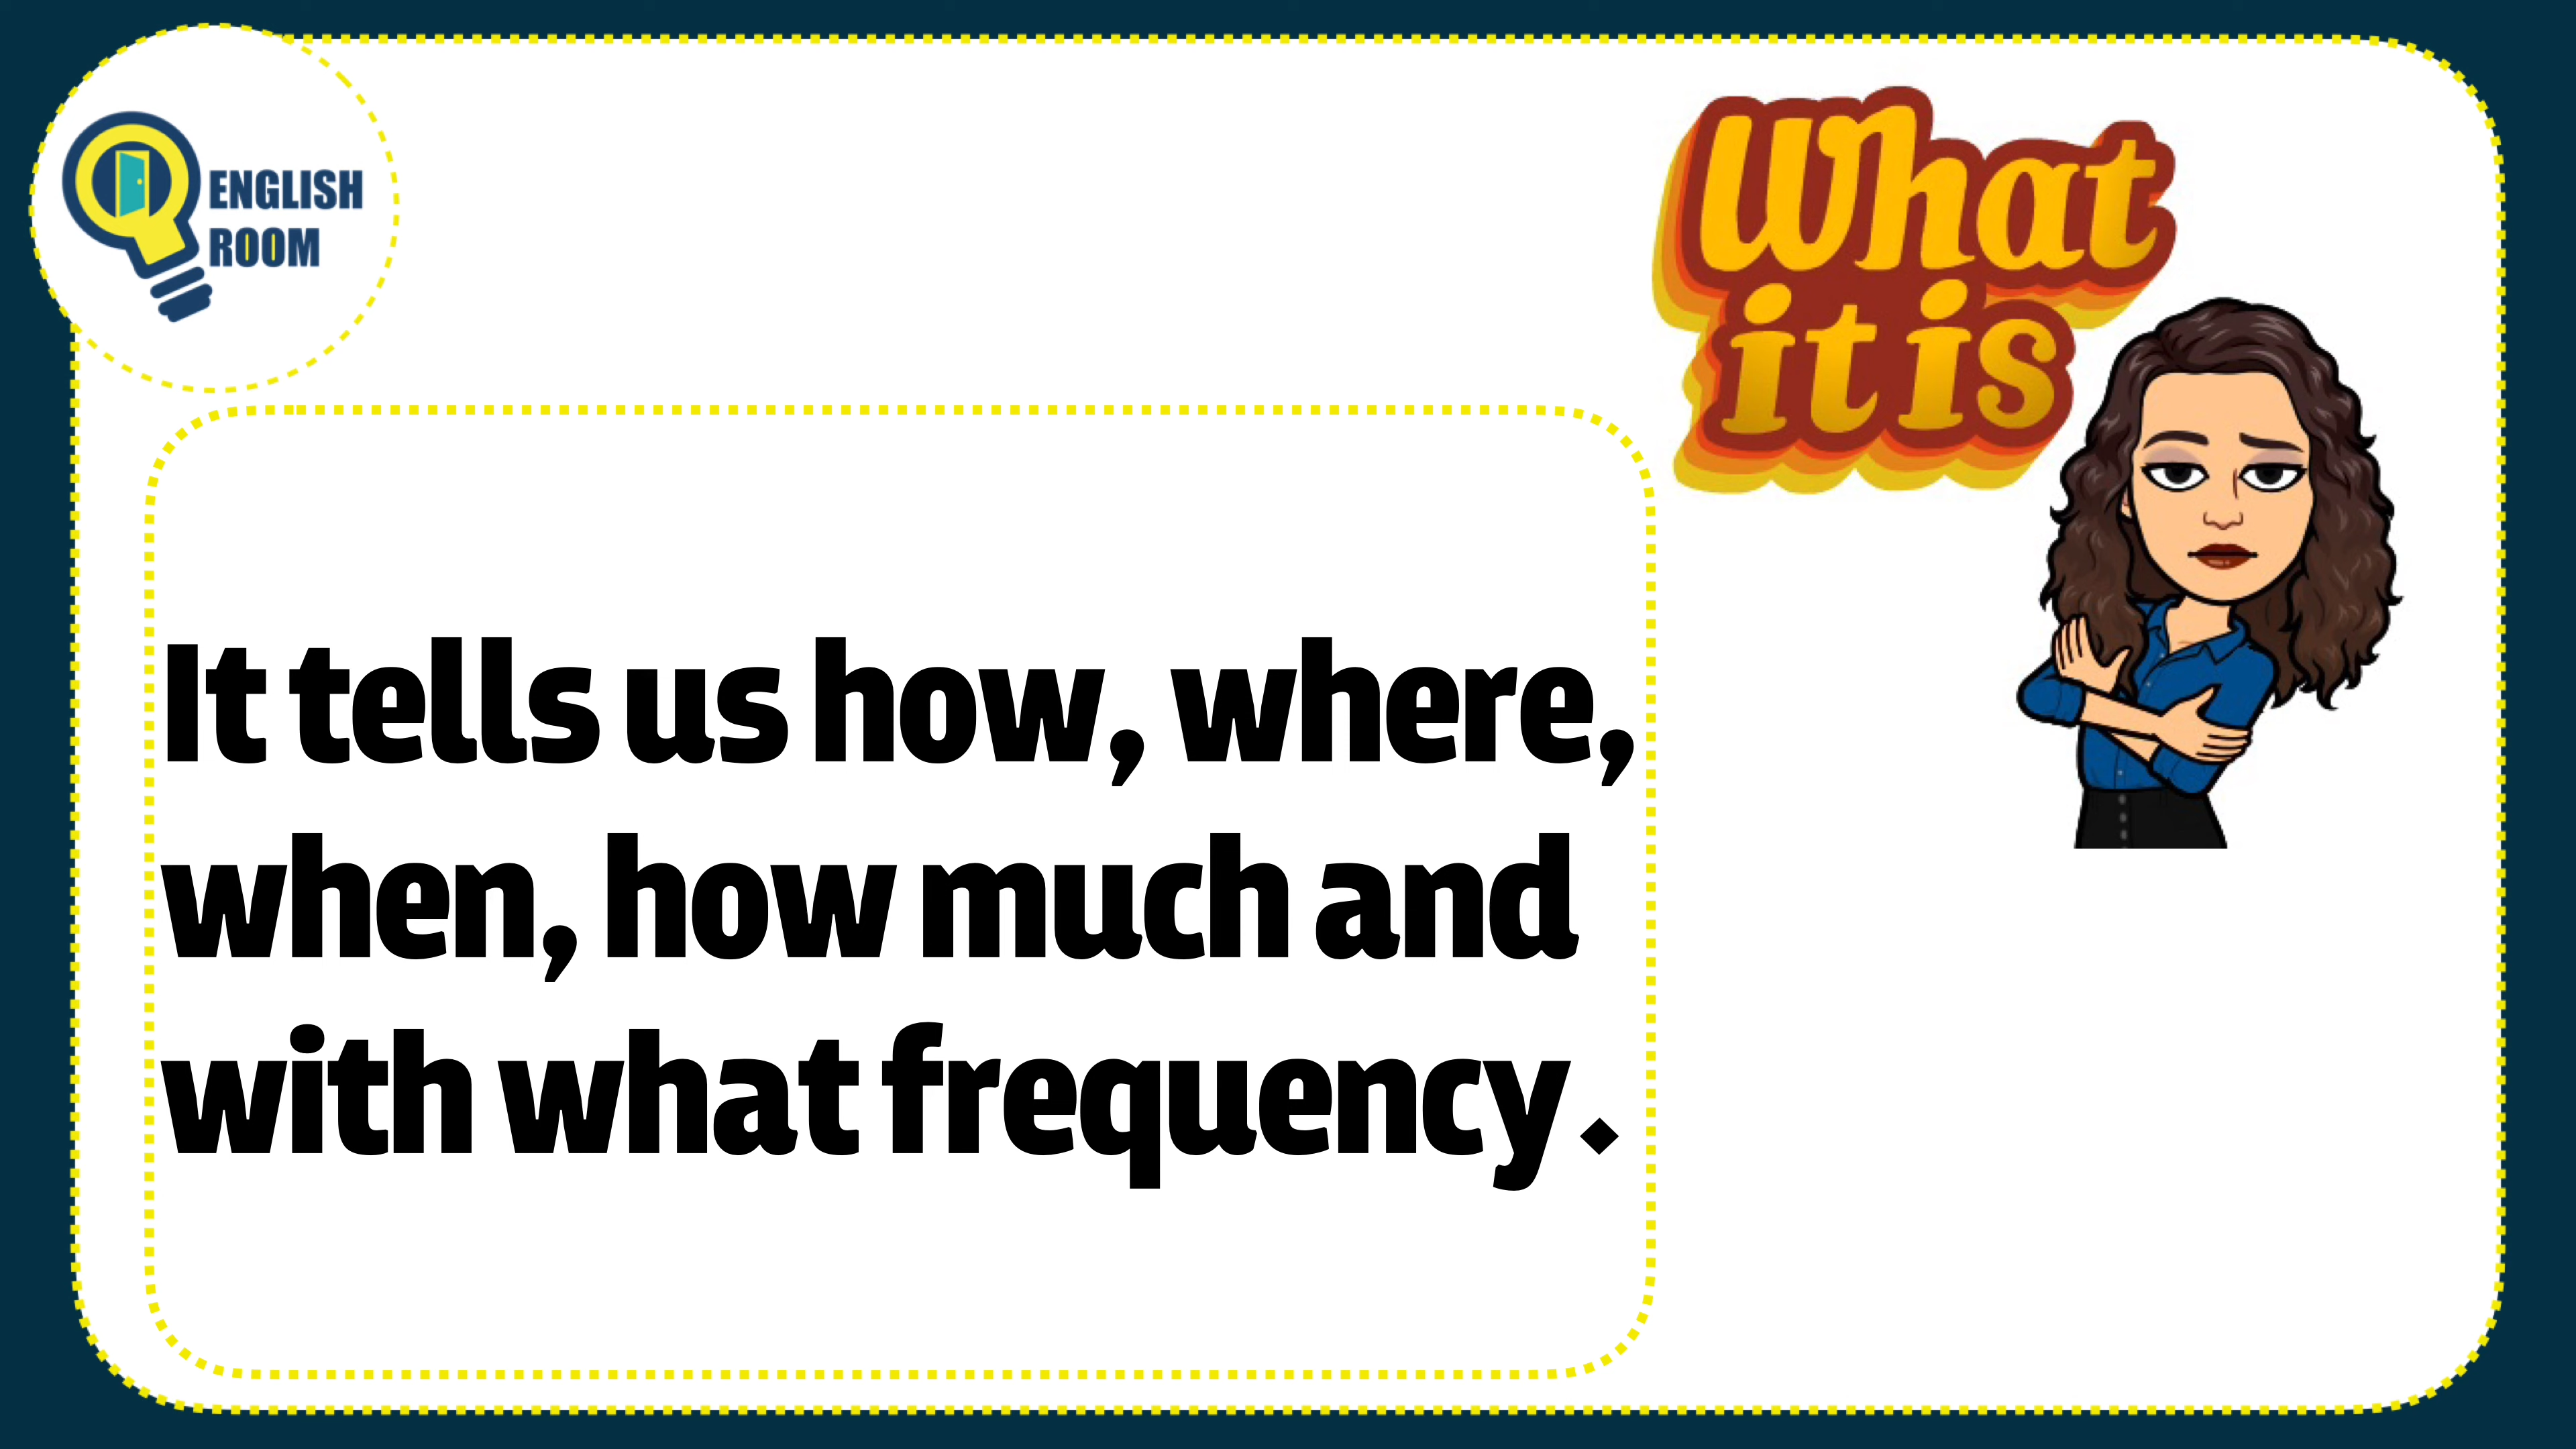 ENGLISH
ROOM
What
it is
It tells us how, where,
when, how much and
with what frequency.